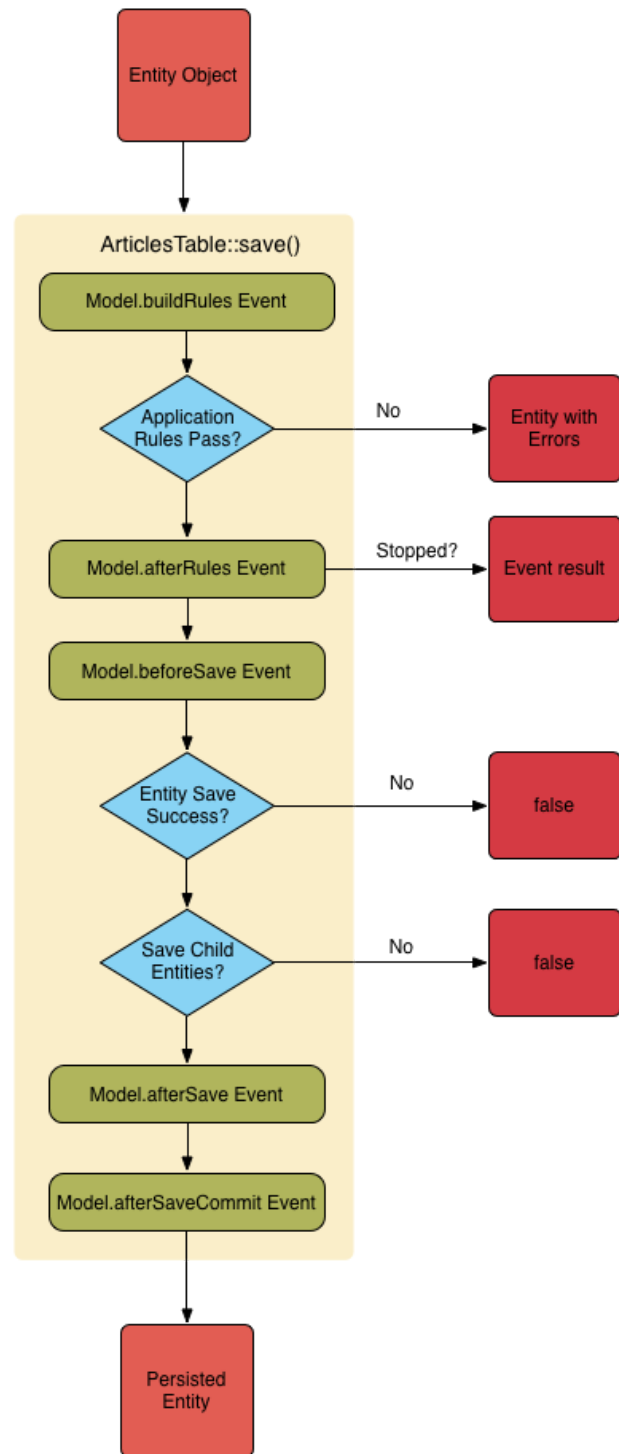 Entity Object
ArticlesTable::save()
Model.buildRules Event
Application
Rules Pass?
No
Entity with
Errors
Model.afterRules Event
Stopped?
Event result
Model.beforeSave Event
Entity Save
Success?
No
false
Save Child
Entities?
No
false
Model.afterSave Event
Model.afterSaveCommit Event
Persisted
Entity